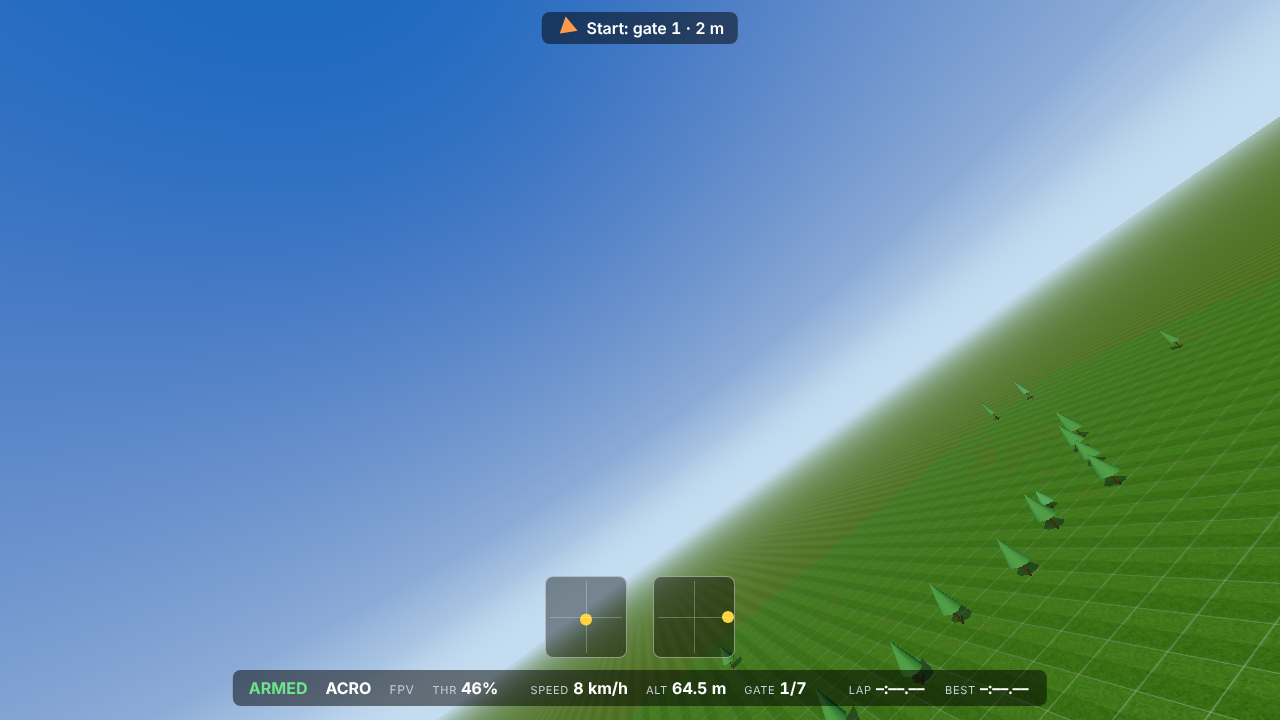 Start: gate 1 · 2 m
ARMED ACRO FPV THR 46% SPEED 8 km/h ALT 64.5 m GATE 1/7 LAP –:––.–– BEST –:––.––